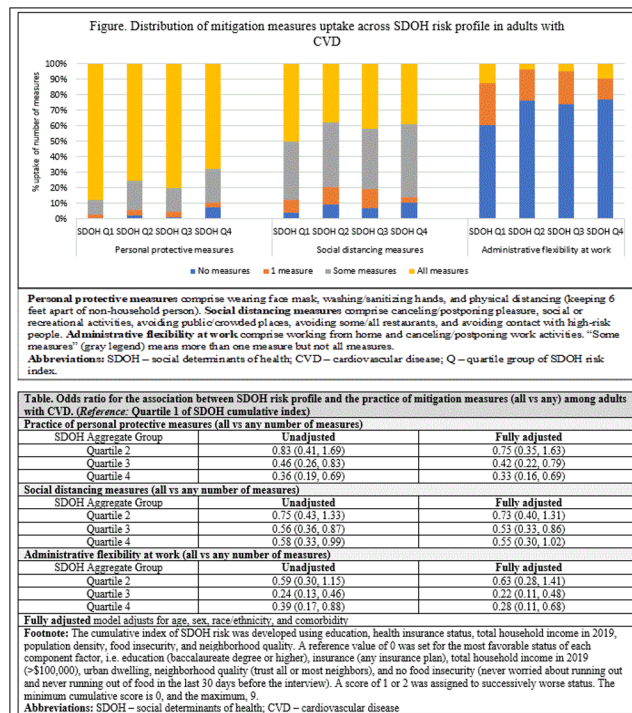 Figure. Distribution of mitigation measures uptake across SDOH risk profile in adults with
CVD
100%
90%
80%
70%
60%
50%
40%
30%
20%
10%
0%
% uptake of number of measures
SDOH Q1 SDOH Q2 SDOH Q3 SDOH Q4 SDOH Q1 SDOH Q2 SDOH Q3 SDOH Q4 SDOH Q1 SDOH Q2 SDOH Q3 SDOH Q4
Personal protective measures Social distancing measures Administrative flexibility at work
No measures 1 measure Some measures All measures
Personal protective measures comprise wearing face mask, washing/sanitizing hands, and physical distancing (keeping 6
feet apart of non-household person). Social distancing measures comprise canceling/postponing pleasure, social or
recreational activities, avoiding public/crowded places, avoiding some/all restaurants, and avoiding contact with high-risk
people. Administrative flexibility at work comprise working from home and canceling/postponing work activities. “Some
measures” (gray legend) means more than one measure but not all measures.
Abbreviations: SDOH – social determinants of health; CVD – cardiovascular disease; Q – quartile group of SDOH risk
index.
Table. Odds ratio for the association between SDOH risk profile and the practice of mitigation measures (all vs any) among adults
with CVD. (Reference: Quartile 1 of SDOH cumulative index)
Practice of personal protective measures (all vs any number of measures)
SDOH Aggregate Group Unadjusted Fully adjusted
Quartile 2 0.83 (0.41, 1.69) 0.75 (0.35, 1.63)
Quartile 3 0.46 (0.26, 0.83) 0.42 (0.22, 0.79)
Quartile 4 0.36 (0.19, 0.69) 0.33 (0.16, 0.69)
Social distancing measures (all vs any number of measures)
SDOH Aggregate Group Unadjusted Fully adjusted
Quartile 2 0.75 (0.43, 1.33) 0.73 (0.40, 1.31)
Quartile 3 0.56 (0.36, 0.87) 0.53 (0.33, 0.86)
Quartile 4 0.58 (0.33, 0.99) 0.55 (0.30, 1.02)
Administrative flexibility at work (all vs any number of measures)
SDOH Aggregate Group Unadjusted Fully adjusted
Quartile 2 0.59 (0.30, 1.15) 0.63 (0.28, 1.41)
Quartile 3 0.24 (0.13, 0.46) 0.22 (0.11, 0.48)
Quartile 4 0.39 (0.17, 0.88) 0.28 (0.11, 0.68)
Fully adjusted model adjusts for age, sex, race/ethnicity, and comorbidity
Footnote: The cumulative index of SDOH risk was developed using education, health insurance status, total household income in 2019,
population density, food insecurity, and neighborhood quality. A reference value of 0 was set for the most favorable status of each
component factor, i.e. education (baccalaureate degree or higher), insurance (any insurance plan), total household income in 2019
(>$100,000), urban dwelling, neighborhood quality (trust all or most neighbors), and no food insecurity (never worried about running out
and never running out of food in the last 30 days before the interview). A score of 1 or 2 was assigned to successively worse status. The
minimum cumulative score is 0, and the maximum, 9.
Abbreviations: SDOH – social determinants of health; CVD – cardiovascular disease